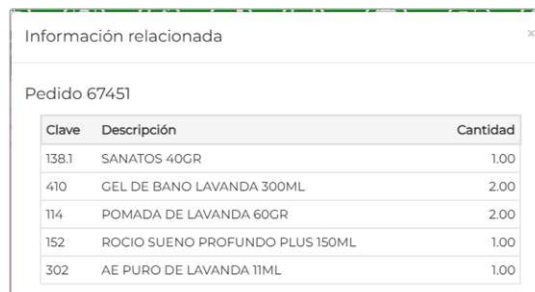 Información relacionada ×
Pedido 67451
Clave Descripción Cantidad
138.1 SANATOS 40GR 1.00
410 GEL DE BANO LAVANDA 300ML 2.00
114 POMADA DE LAVANDA 60GR 2.00
152 ROCIO SUENO PROFUNDO PLUS 150ML 1.00
302 AE PURO DE LAVANDA 11ML 1.00